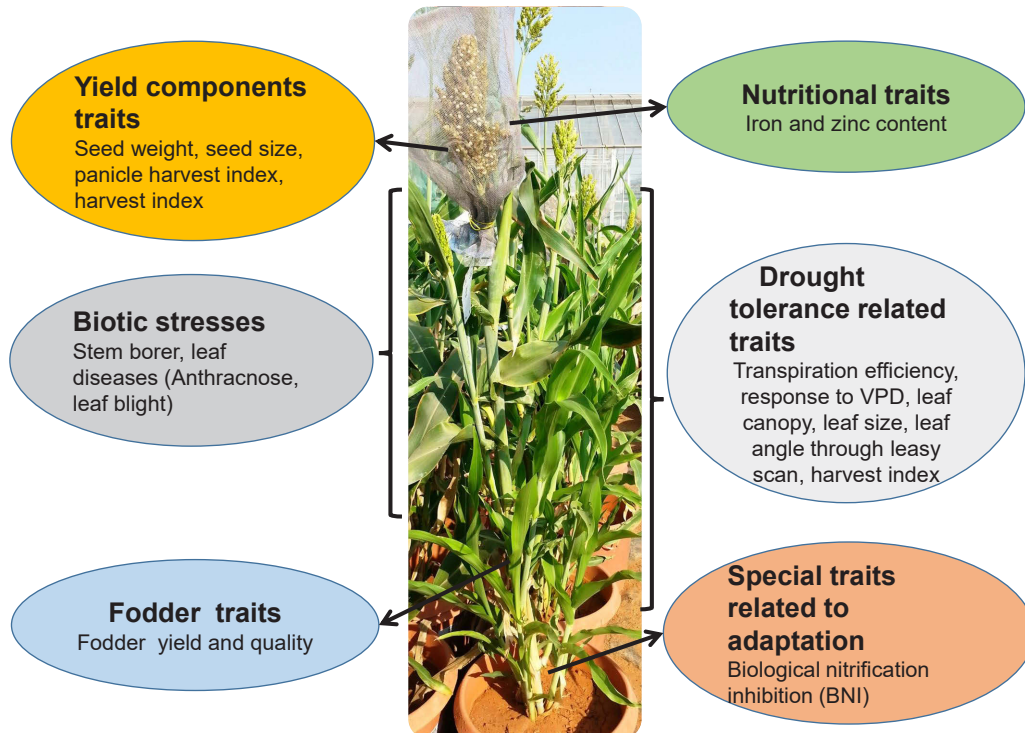 Yield components
traits
Seed weight, seed size,
panicle harvest index,
harvest index
Nutritional traits
Iron and zinc content
Biotic stresses
Stem borer, leaf
diseases (Anthracnose,
leaf blight)
Drought
tolerance related
traits
Transpiration efficiency,
response to VPD, leaf
canopy, leaf size, leaf
angle through leasy
scan, harvest index
Fodder traits
Fodder yield and quality
Special traits
related to
adaptation
Biological nitrification
inhibition (BNI)